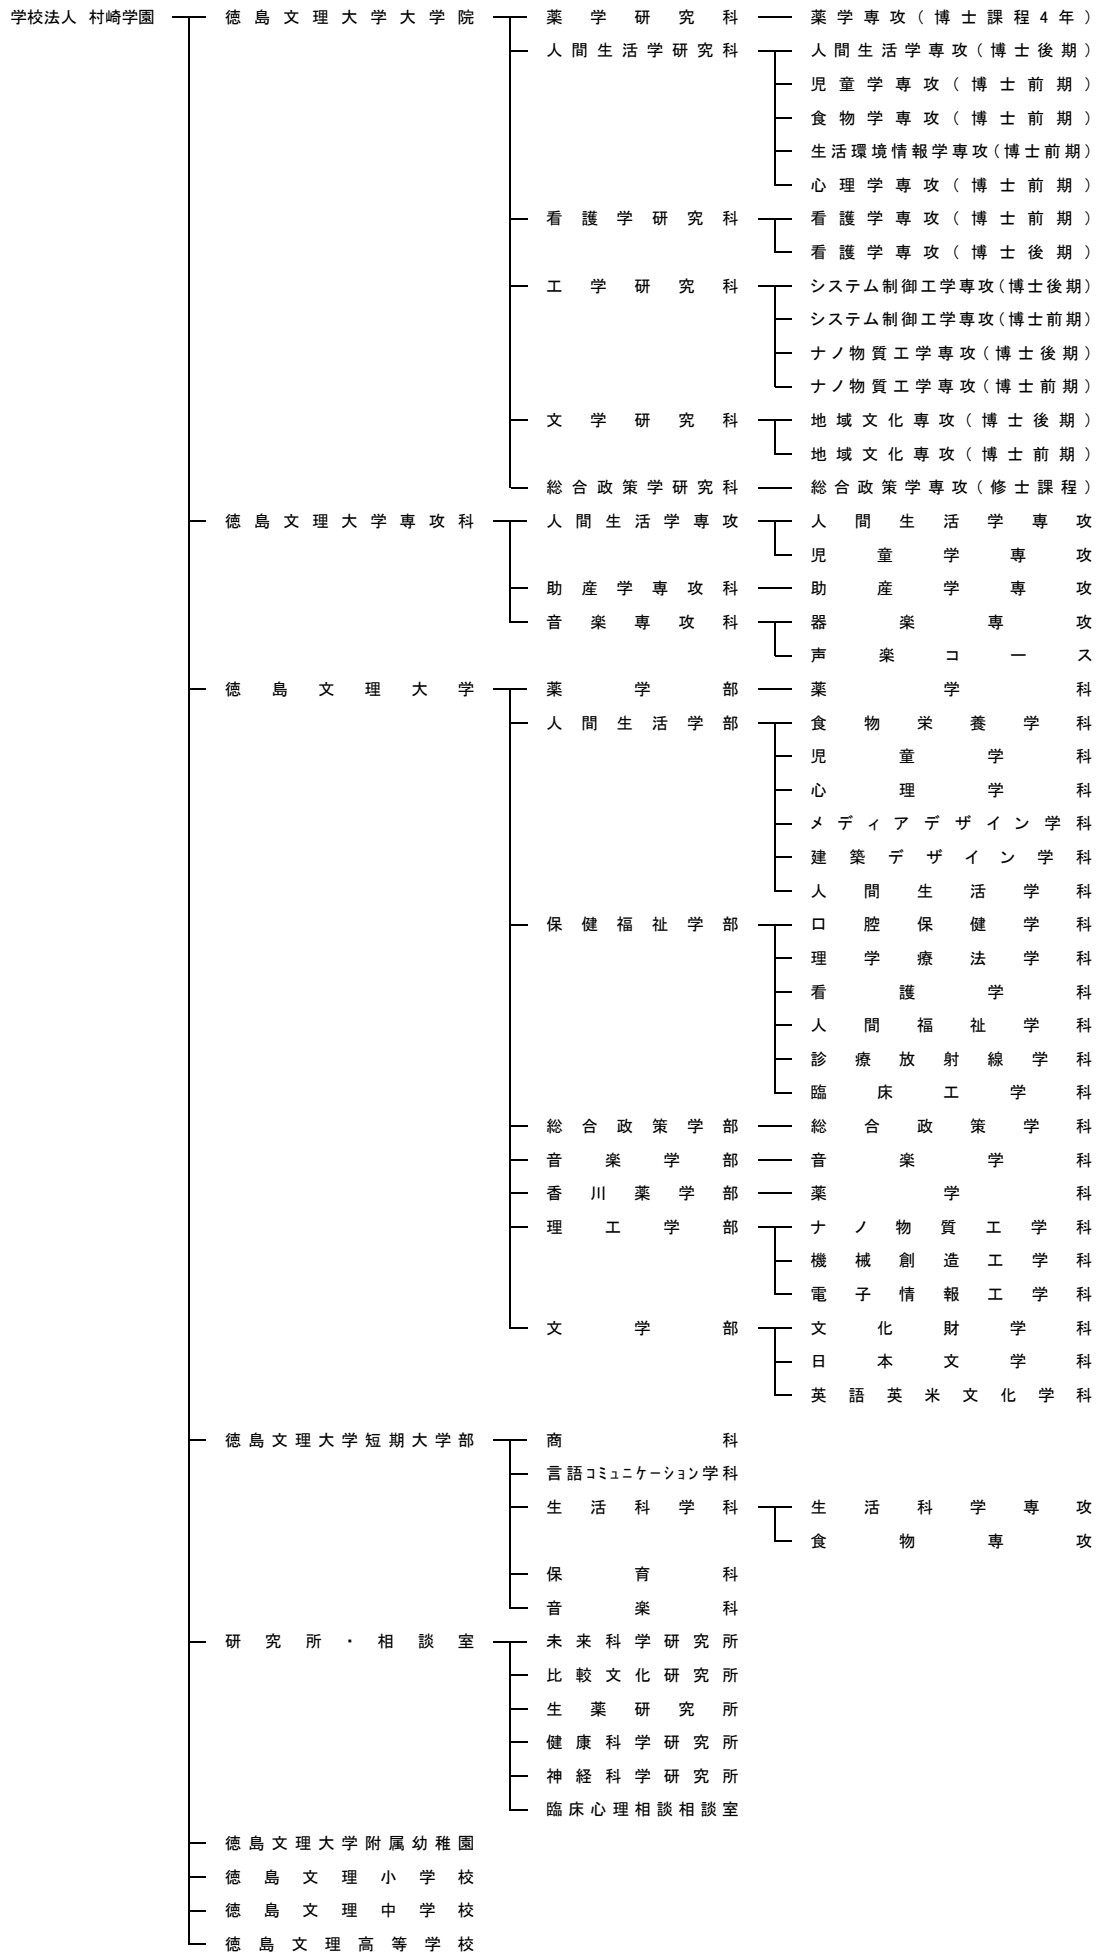 学校法人 村崎学園 徳島文理大学大学院 薬学研究科 薬学専攻(博士課程4年)
人間生活学研究科 人間生活学専攻(博士後期)
児童学専攻(博士前期)
食物学専攻(博士前期)
生活環境情報学専攻(博士前期)
心理学専攻(博士前期)
看護学研究科 看護学専攻(博士前期)
看護学専攻(博士後期)
工学研究科 システム制御工学専攻(博士後期)
システム制御工学専攻(博士前期)
ナノ物質工学専攻(博士後期)
ナノ物質工学専攻(博士前期)
文学研究科 地域文化専攻(博士後期)
地域文化専攻(博士前期)
総合政策学研究科 総合政策学専攻(修士課程)
徳島文理大学専攻科 人間生活学専攻 人間生活学専攻
児童学専攻
助産学専攻科 助産学専攻
音楽専攻科 器楽専攻
声楽コース
徳島文理大学 薬学部 薬学科
人間生活学部 食物栄養学科
児童学科
心理学科
メディアデザイン学科
建築デザイン学科
人間生活学科
保健福祉学部 口腔保健学科
理学療法学科
看護学科
人間福祉学科
診療放射線学科
臨床工学科
総合政策学部 総合政策学科
音楽学部 音楽学科
香川薬学部 薬学科
理工学部 ナノ物質工学科
機械創造工学科
電子情報工学科
文学部 文化財学科
日本文学科
英語英米文化学科
徳島文理大学短期大学部 商科
言語コミュニケーション学科
生活科学科 生活科学専攻
食物専攻
保育科
音楽科
研究所・相談室 未来科学研究所
比較文化研究所
生薬研究所
健康科学研究所
神経科学研究所
臨床心理相談相談室
徳島文理大学附属幼稚園
徳島文理小学校
徳島文理中学校
徳島文理高等学校